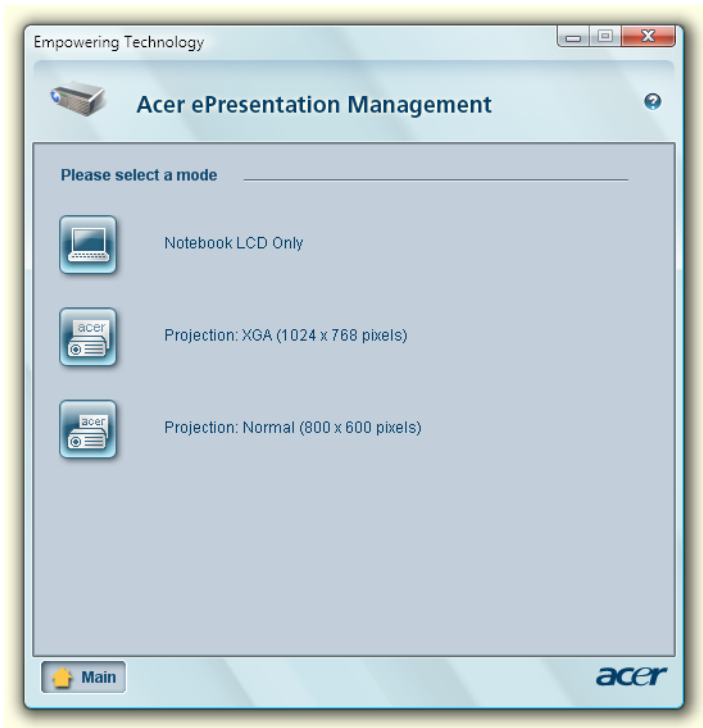 Empowering Technology
Acer ePresentation Management
Please select a mode
Notebook LCD Only
acer
Projection: XGA (1024 x 768 pixels)
acer
Projection: Normal (800 x 600 pixels)
Main
acer